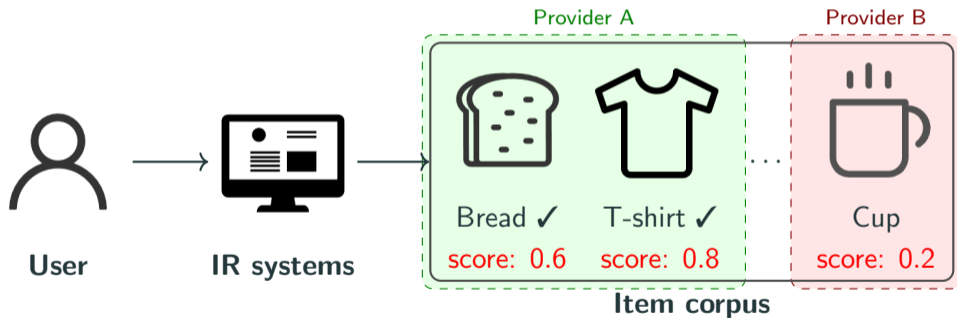 Provider A
Provider B
Bread ✓
T-shirt ✓
...
Cup
score: 0.6
score: 0.8
score: 0.2
User
IR systems
Item corpus